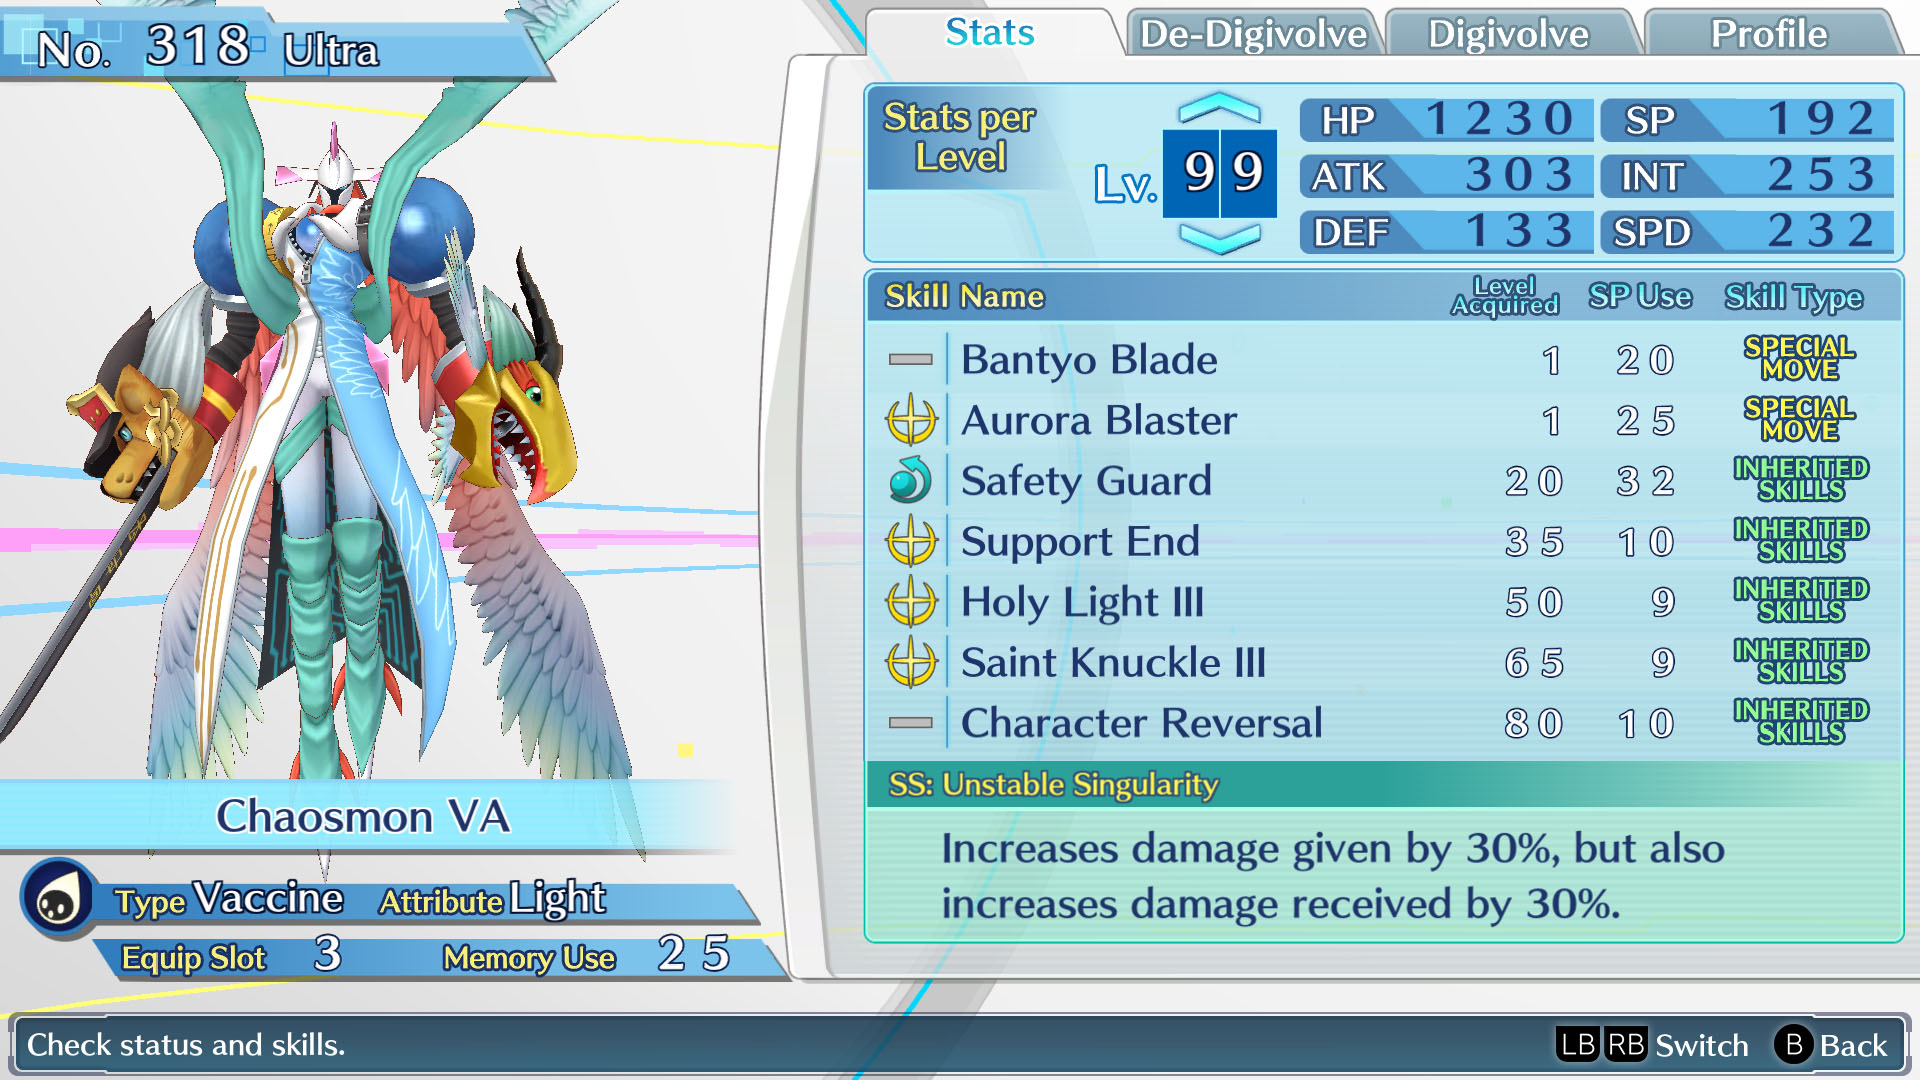 No. 318 Ultra
Stats
De-Digivolve
Digivolve
Profile
Stats per
Level
Lv. 99
HP 1230
SP 192
ATK 303
INT 253
DEF 133
SPD 232
Skill Name
Level
Acquired
SP Use
Skill Type
Bantyo Blade 1 20 SPECIAL
MOVE
Aurora Blaster 1 25 SPECIAL
MOVE
Safety Guard 20 32 INHERITED
SKILLS
Support End 35 10 INHERITED
SKILLS
Holy Light III 50 9 INHERITED
SKILLS
Saint Knuckle III 65 9 INHERITED
SKILLS
Character Reversal 80 10 INHERITED
SKILLS
SS: Unstable Singularity
Increases damage given by 30%, but also
increases damage received by 30%.
Chaosmon VA
Type Vaccine Attribute Light
Equip Slot 3 Memory Use 25
Check status and skills.
LB RB Switch B Back